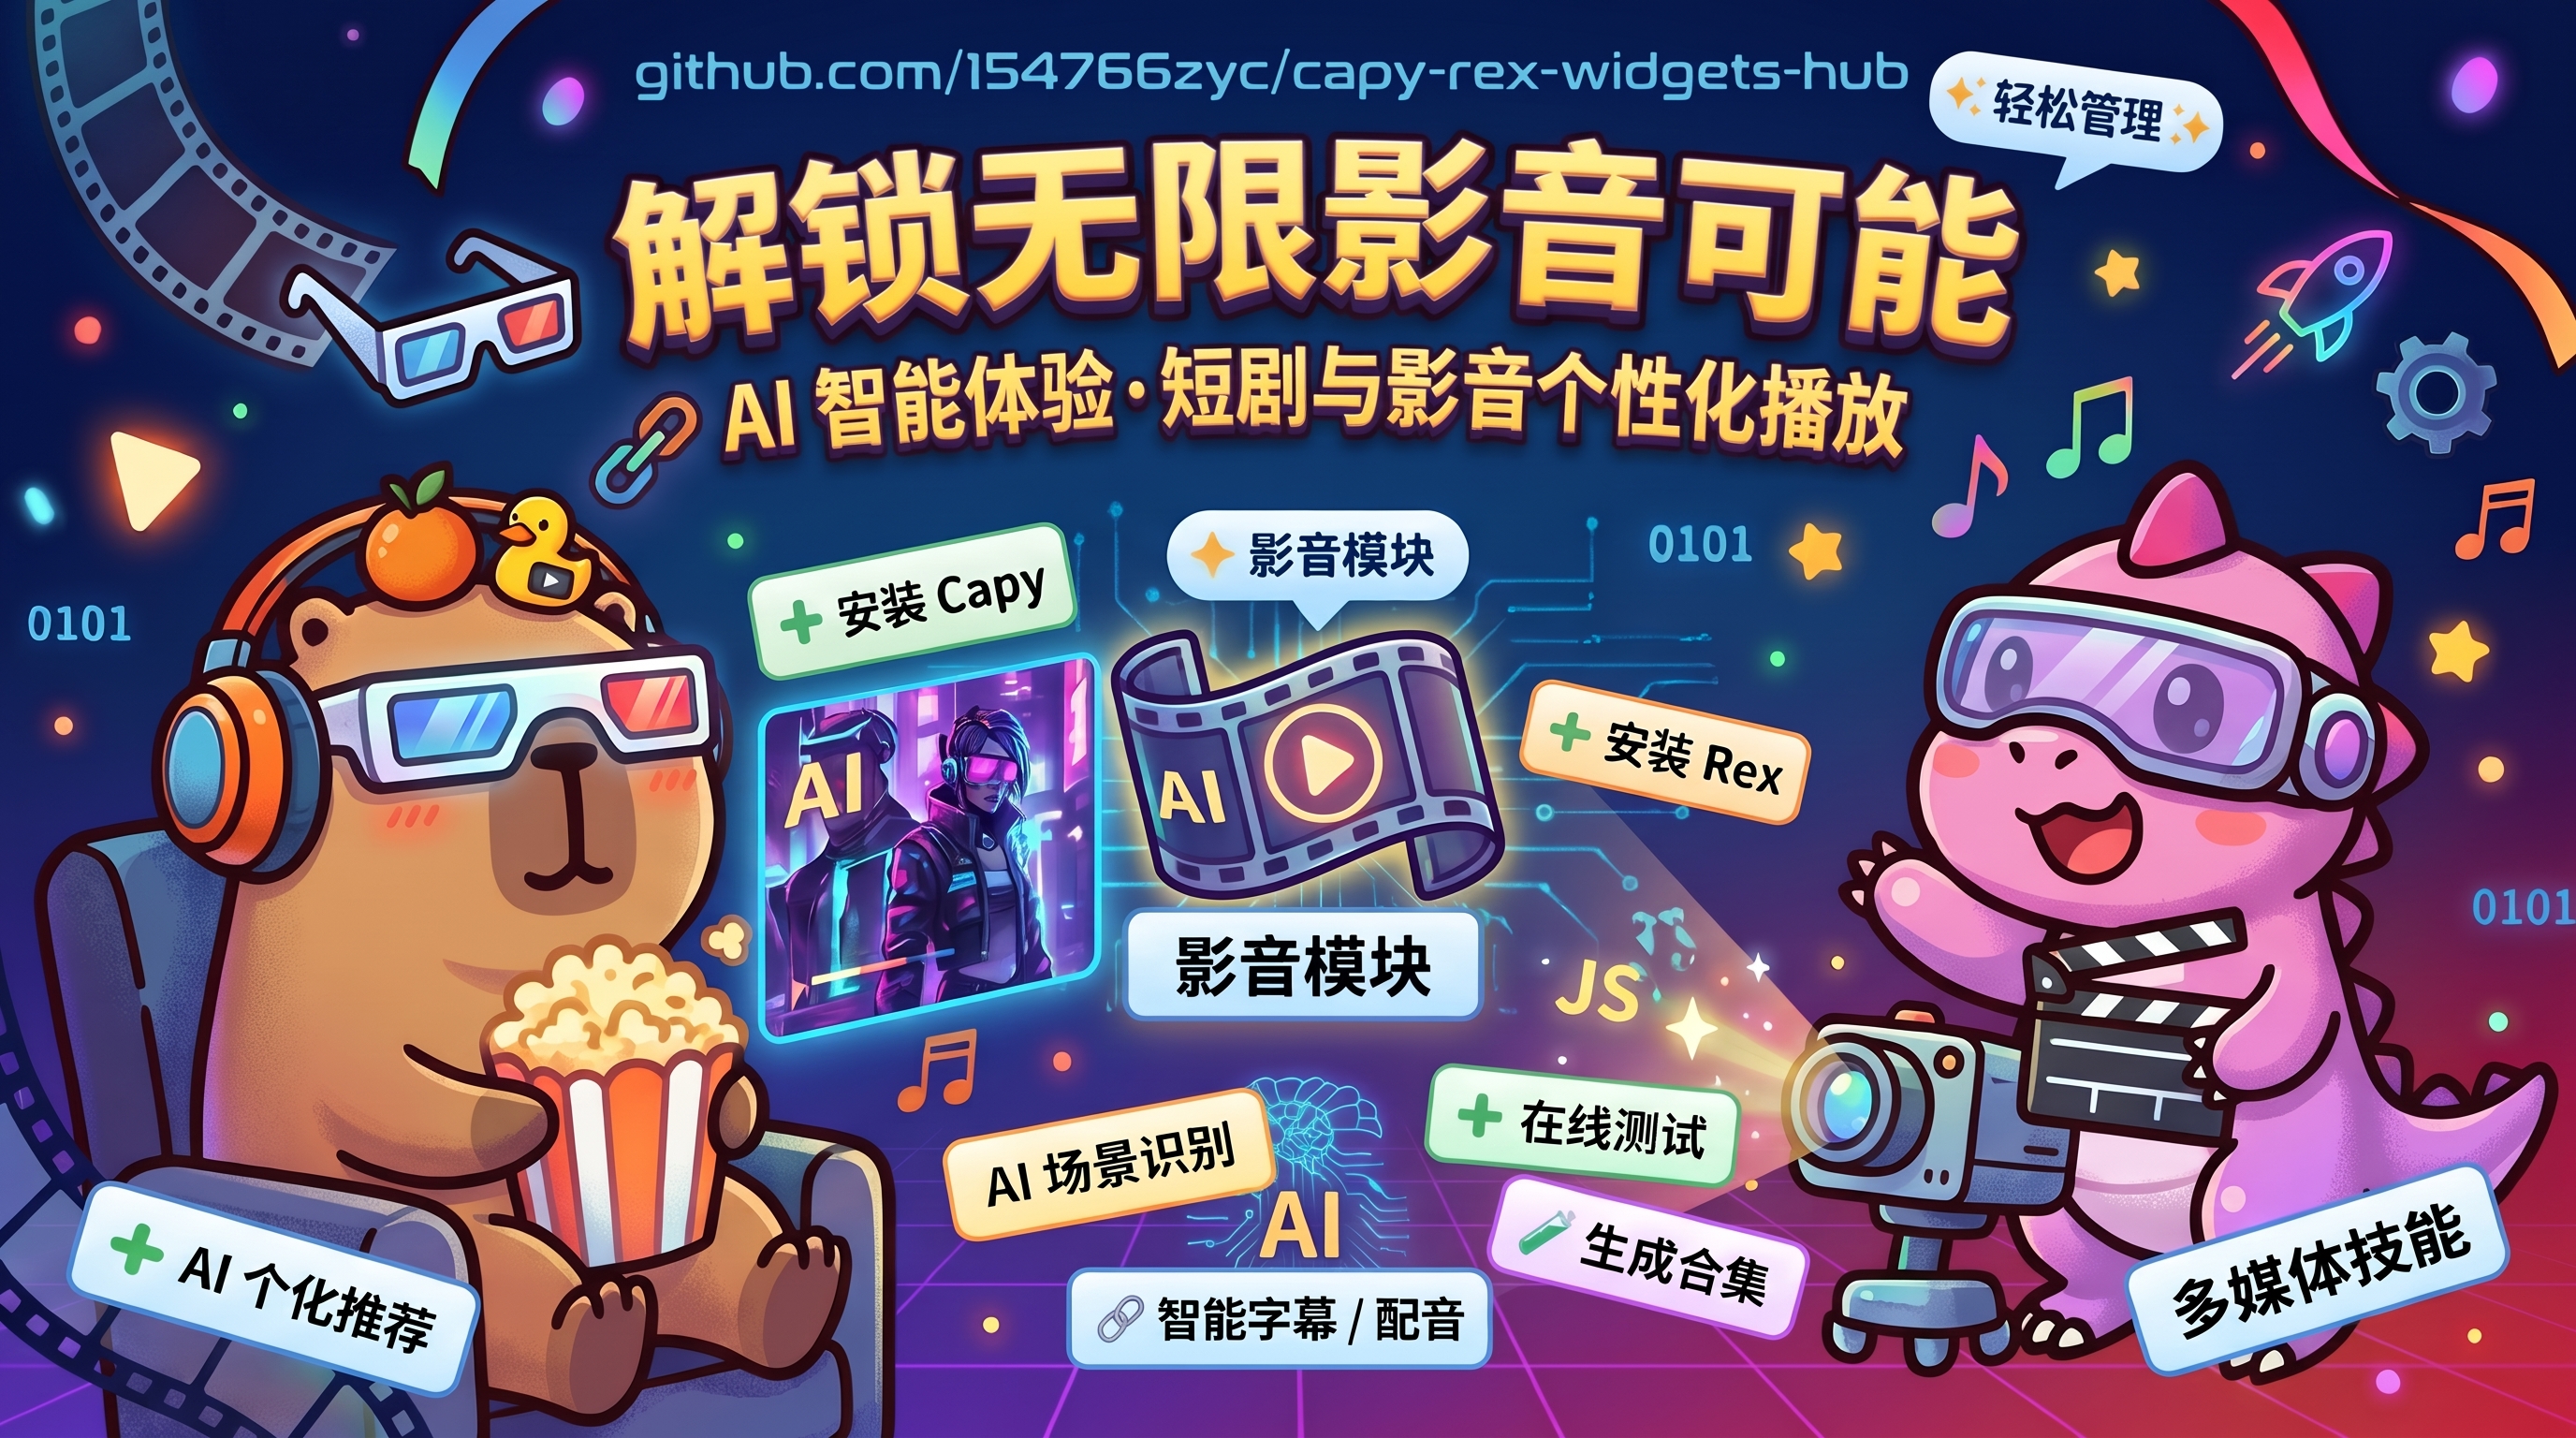 github.com/154766zyc/capy-rex-widgets-hub
轻松管理
解锁无限影音可能
AI 智能体验·短剧与影音个性化播放
影音模块
安装 Capy
0101
0101
安装 Rex
AI
AI
影音模块
0101
JS
在线测试
AI 场景识别
AI
生成合集
AI 个化推荐
智能字幕 / 配音
多媒体技能